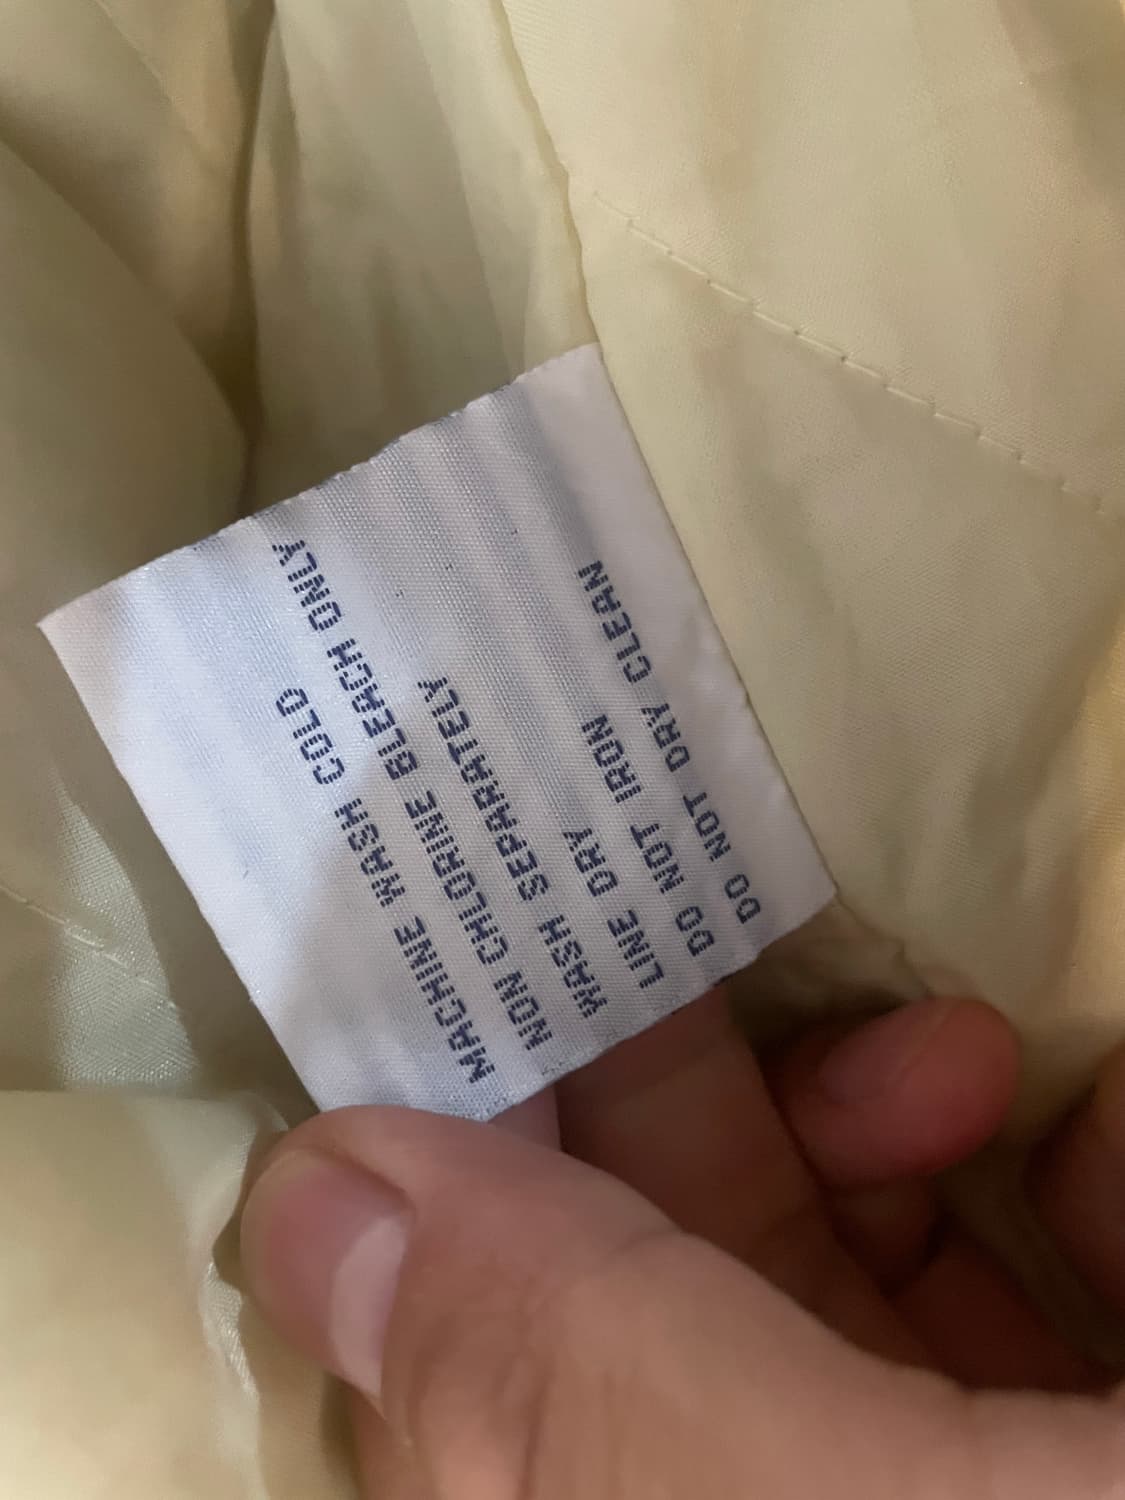 MACHINE WASH COLD
NON CHLORINE BLEACH ONLY
WASH SEPARATELY
LINE DRY
DO NOT IRON
DO NOT DRY CLEAN